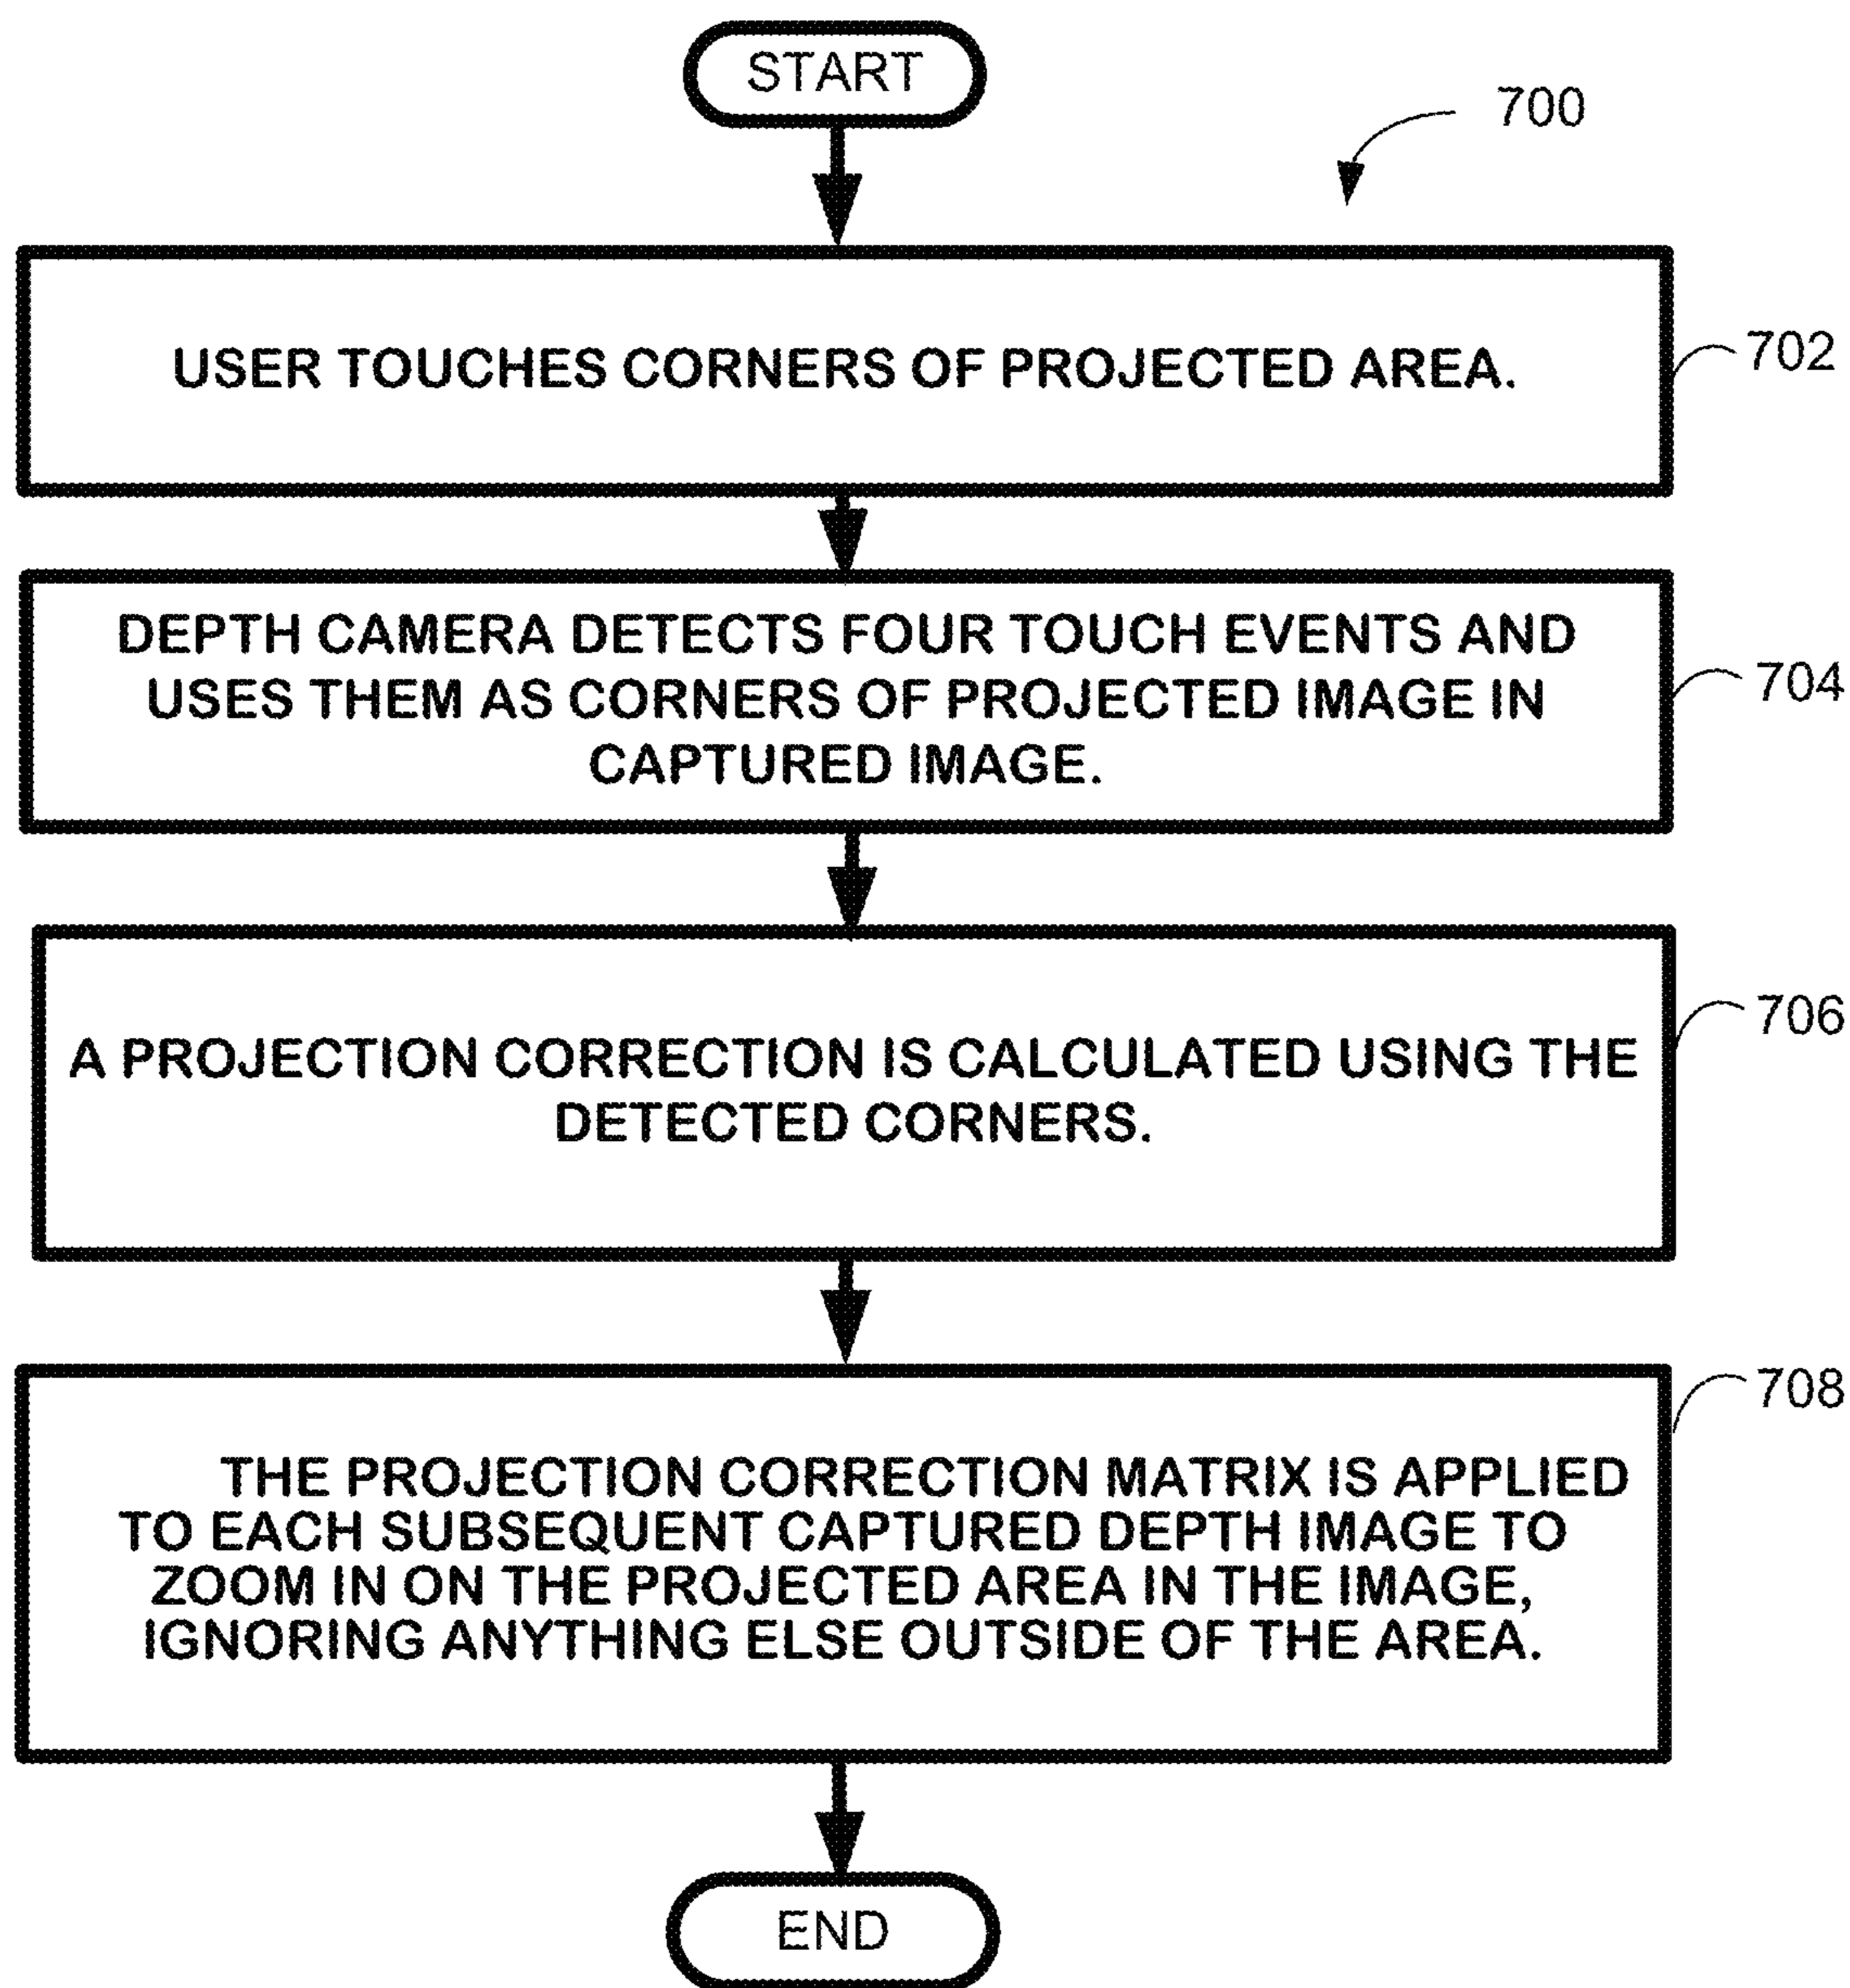 START
700
USER TOUCHES CORNERS OF PROJECTED AREA.
702
DEPTH CAMERA DETECTS FOUR TOUCH EVENTS AND
USES THEM AS CORNERS OF PROJECTED IMAGE IN
CAPTURED IMAGE.
704
A PROJECTION CORRECTION IS CALCULATED USING THE
DETECTED CORNERS.
706
THE PROJECTION CORRECTION MATRIX IS APPLIED
TO EACH SUBSEQUENT CAPTURED DEPTH IMAGE TO
ZOOM IN ON THE PROJECTED AREA IN THE IMAGE,
IGNORING ANYTHING ELSE OUTSIDE OF THE AREA.
708
END